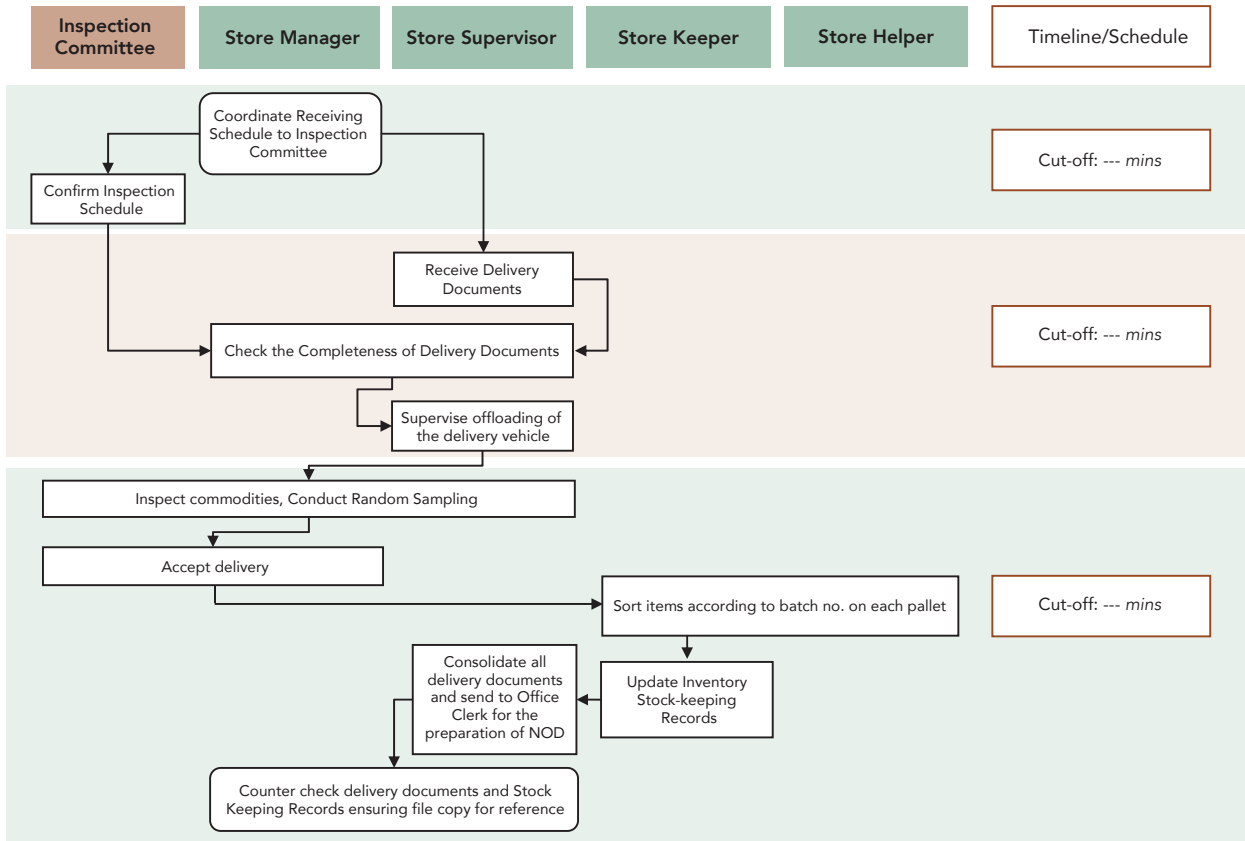 Inspection
Committee
Store Manager
Store Supervisor
Store Keeper
Store Helper
Timeline/Schedule
Coordinate Receiving
Schedule to Inspection
Committee
Cut-off: --- mins
Confirm Inspection
Schedule
Receive Delivery
Documents
Check the Completeness of Delivery Documents
Cut-off: --- mins
Supervise offloading of
the delivery vehicle
Inspect commodities, Conduct Random Sampling
Accept delivery
Sort items according to batch no. on each pallet
Cut-off: --- mins
Update Inventory
Stock-keeping
Records
Consolidate all
delivery documents
and send to Office
Clerk for the
preparation of NOD
Counter check delivery documents and Stock
Keeping Records ensuring file copy for reference